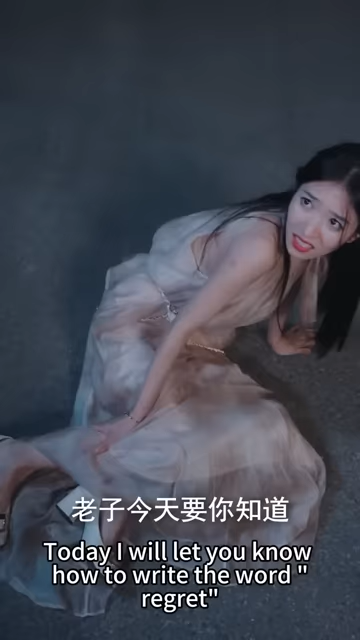 老子今天要你知道
Today I will let you know
how to write the word "
regret"